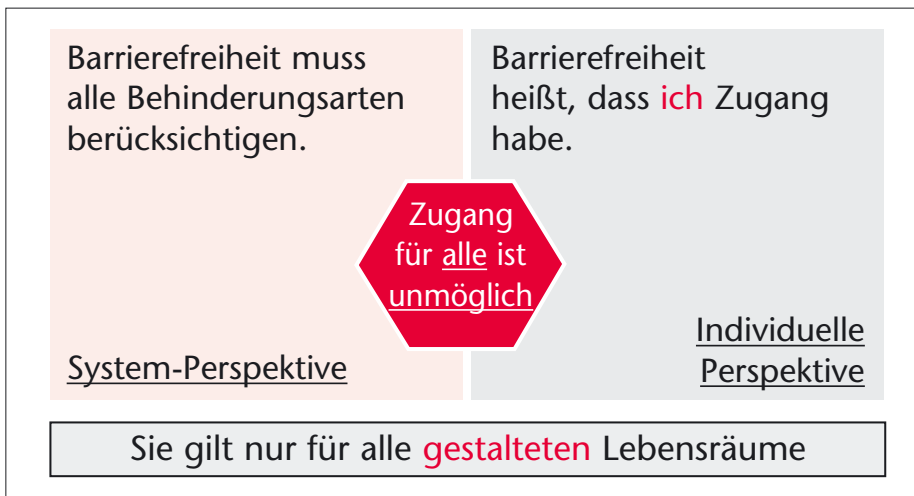 Barrierefreiheit muss
alle Behinderungsarten
berücksichtigen.
System-Perspektive
Barrierefreiheit
heißt, dass ich Zugang
habe.
Individuelle
Perspektive
Zugang
für alle ist
unmöglich
Sie gilt nur für alle gestalteten Lebensräume